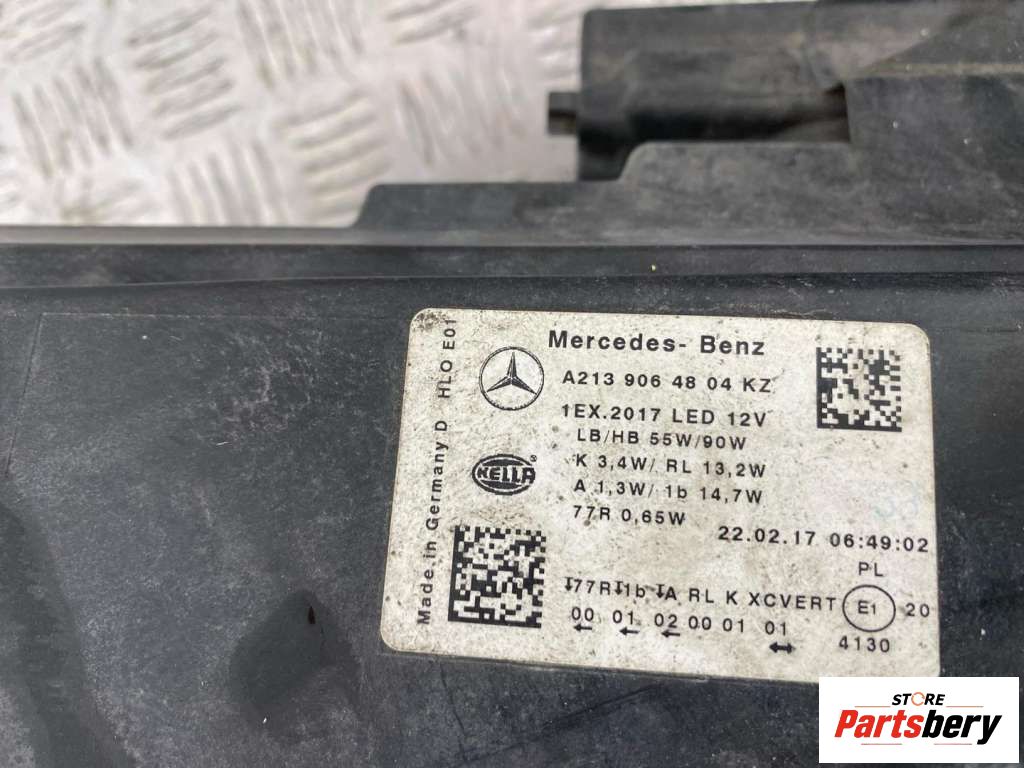 Mercedes- Benz
A213 906 48 04 KZ
1EX.2017 LED 12V
LB/HB 55W/90W
K 3,4W/ RL 13,2W
A 1,3W/ 1b 14,7W
77R 0,65W
HELLA
22.02.17 06:49:02
PL
77R 1b A RL K XCVERT E1 20
00 01 02 00 01 01
4130
Made in Germany D HLO E01
STORE
Partsbery